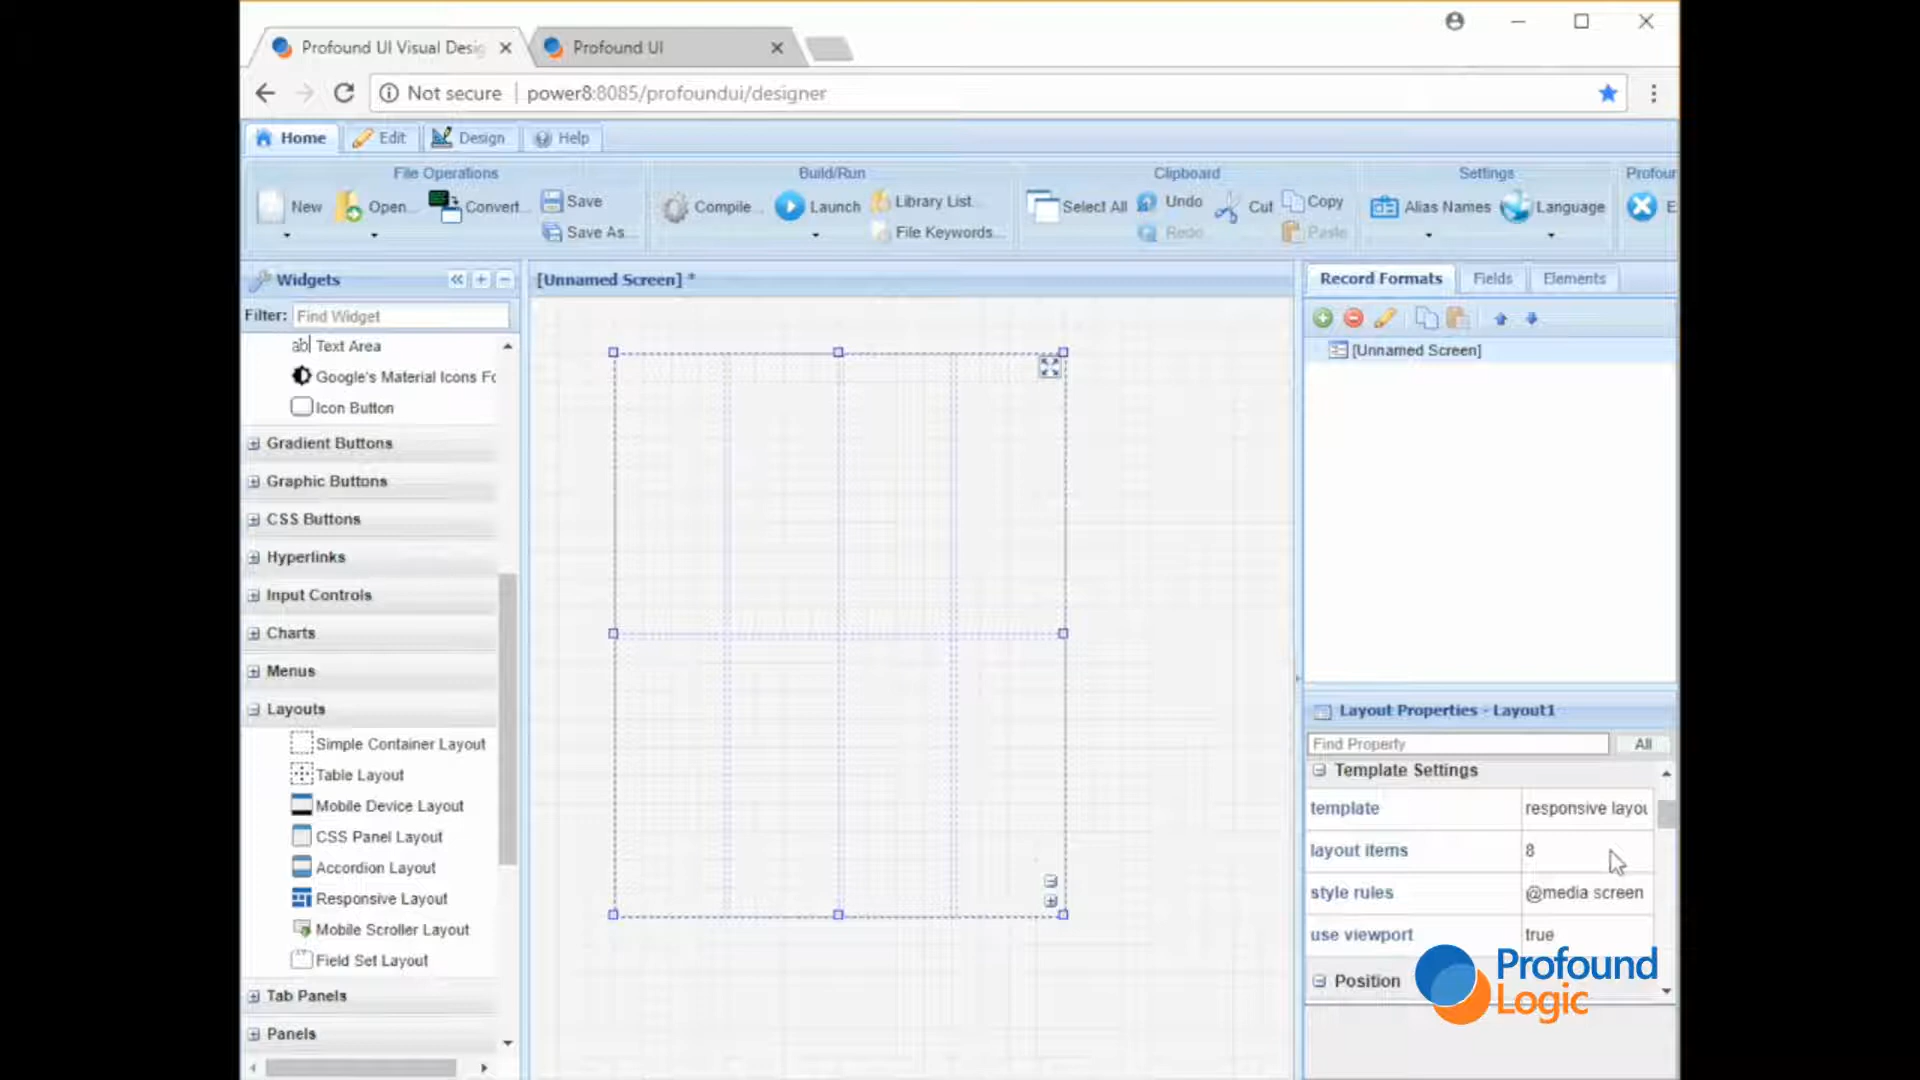 Profound UI Visual Desig
Profound UI
Not secure
power8:8085/profoundui/designer
Home
Edit
Design
Help
File Operations
Build/Run
Clipboard
Settings
Profoun
New
Open...
Convert...
Save
Save As...
Compile...
Launch
Library List...
File Keywords...
Select All
Undo
Redo
Cut
Copy
Paste
Alias Names
Language
E
Widgets
Filter:
Find Widget
ab| Text Area
Google's Material Icons Fo
Icon Button
Gradient Buttons
Graphic Buttons
CSS Buttons
Hyperlinks
Input Controls
Charts
Menus
Layouts
Simple Container Layout
Table Layout
Mobile Device Layout
CSS Panel Layout
Accordion Layout
Responsive Layout
Mobile Scroller Layout
Field Set Layout
Tab Panels
Panels
[Unnamed Screen] *
Record Formats
Fields
Elements
[Unnamed Screen]
Layout Properties - Layout1
Find Property
All
Template Settings
template
responsive layou
layout items
8
style rules
@media screen
use viewport
true
Position
Profound
Logic